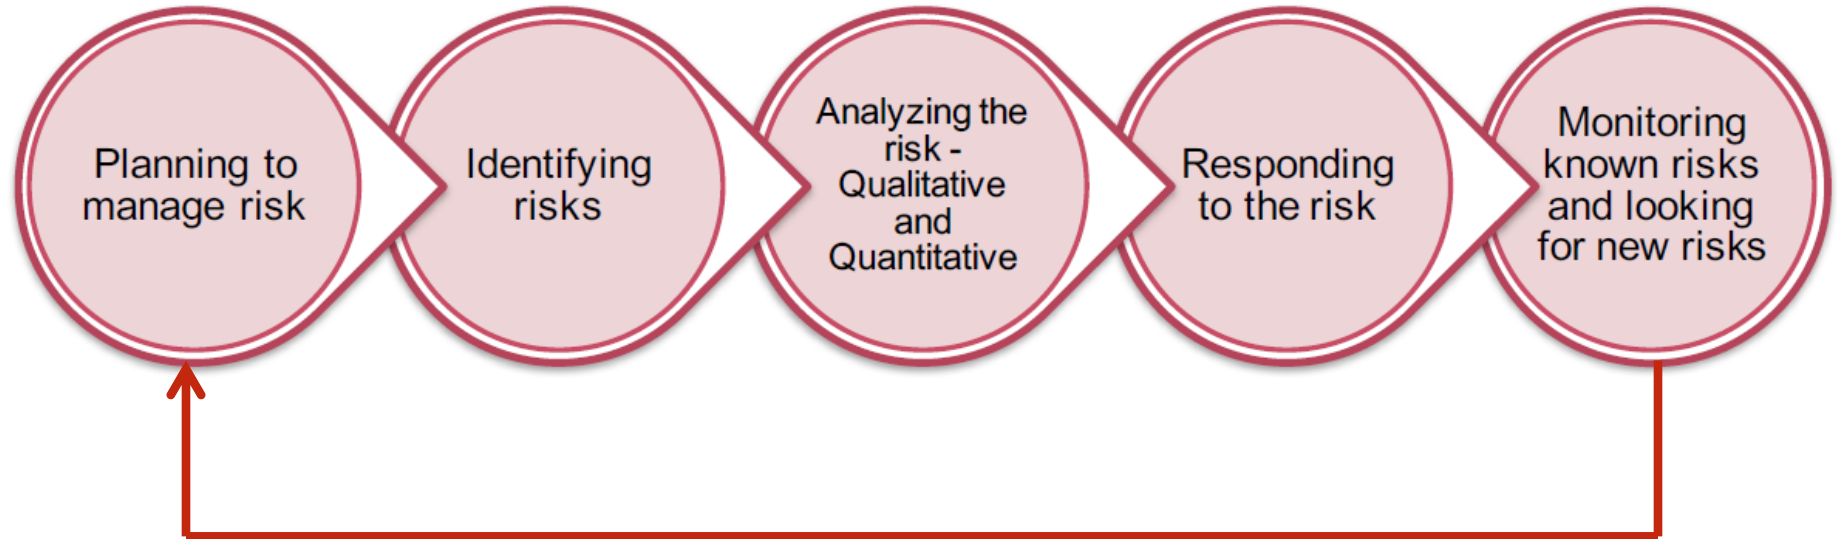 Planning to
manage risk
Identifying
risks
Analyzing the
risk -
Qualitative
and
Quantitative
Responding
to the risk
Monitoring
known risks
and looking
for new risks